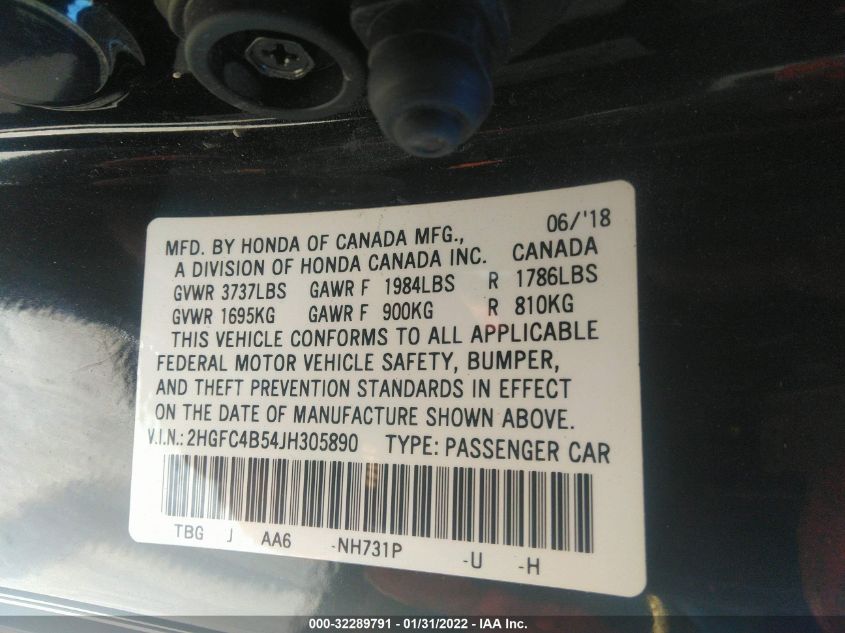 06/'18
MFD. BY HONDA OF CANADA MFG.,
A DIVISION OF HONDA CANADA INC. CANADA
GVWR 3737LBS GAWR F 1984LBS R 1786LBS
GVWR 1695KG GAWR F 900KG R 810KG
THIS VEHICLE CONFORMS TO ALL APPLICABLE
FEDERAL MOTOR VEHICLE SAFETY, BUMPER,
AND THEFT PREVENTION STANDARDS IN EFFECT
ON THE DATE OF MANUFACTURE SHOWN ABOVE.
V.I.N.: 2HGFC4B54JH305890 TYPE: PASSENGER CAR
TBG J AA6 -NH731P -U -H
000-32289791 - 01/31/2022 - IAA Inc.